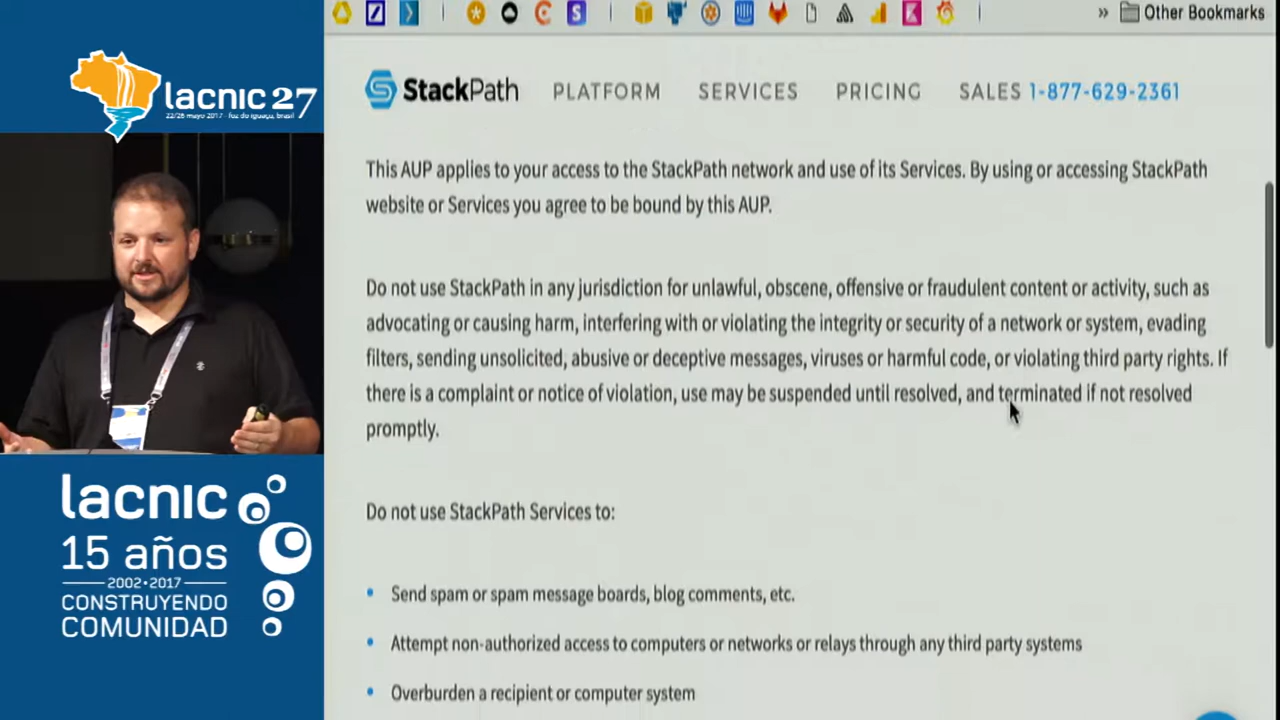 lacnic 27
22/26 mayo 2017 - foz do iguaçu, brasil
lacnic
15 años
2002•2017
CONSTRUYENDO
COMUNIDAD
Other Bookmarks
StackPath PLATFORM SERVICES PRICING SALES 1-877-629-2361
This AUP applies to your access to the StackPath network and use of its Services. By using or accessing StackPath
website or Services you agree to be bound by this AUP.
Do not use StackPath in any jurisdiction for unlawful, obscene, offensive or fraudulent content or activity, such as
advocating or causing harm, interfering with or violating the integrity or security of a network or system, evading
filters, sending unsolicited, abusive or deceptive messages, viruses or harmful code, or violating third party rights. If
there is a complaint or notice of violation, use may be suspended until resolved, and terminated if not resolved
promptly.
Do not use StackPath Services to:
• Send spam or spam message boards, blog comments, etc.
• Attempt non-authorized access to computers or networks or relays through any third party systems
• Overburden a recipient or computer system